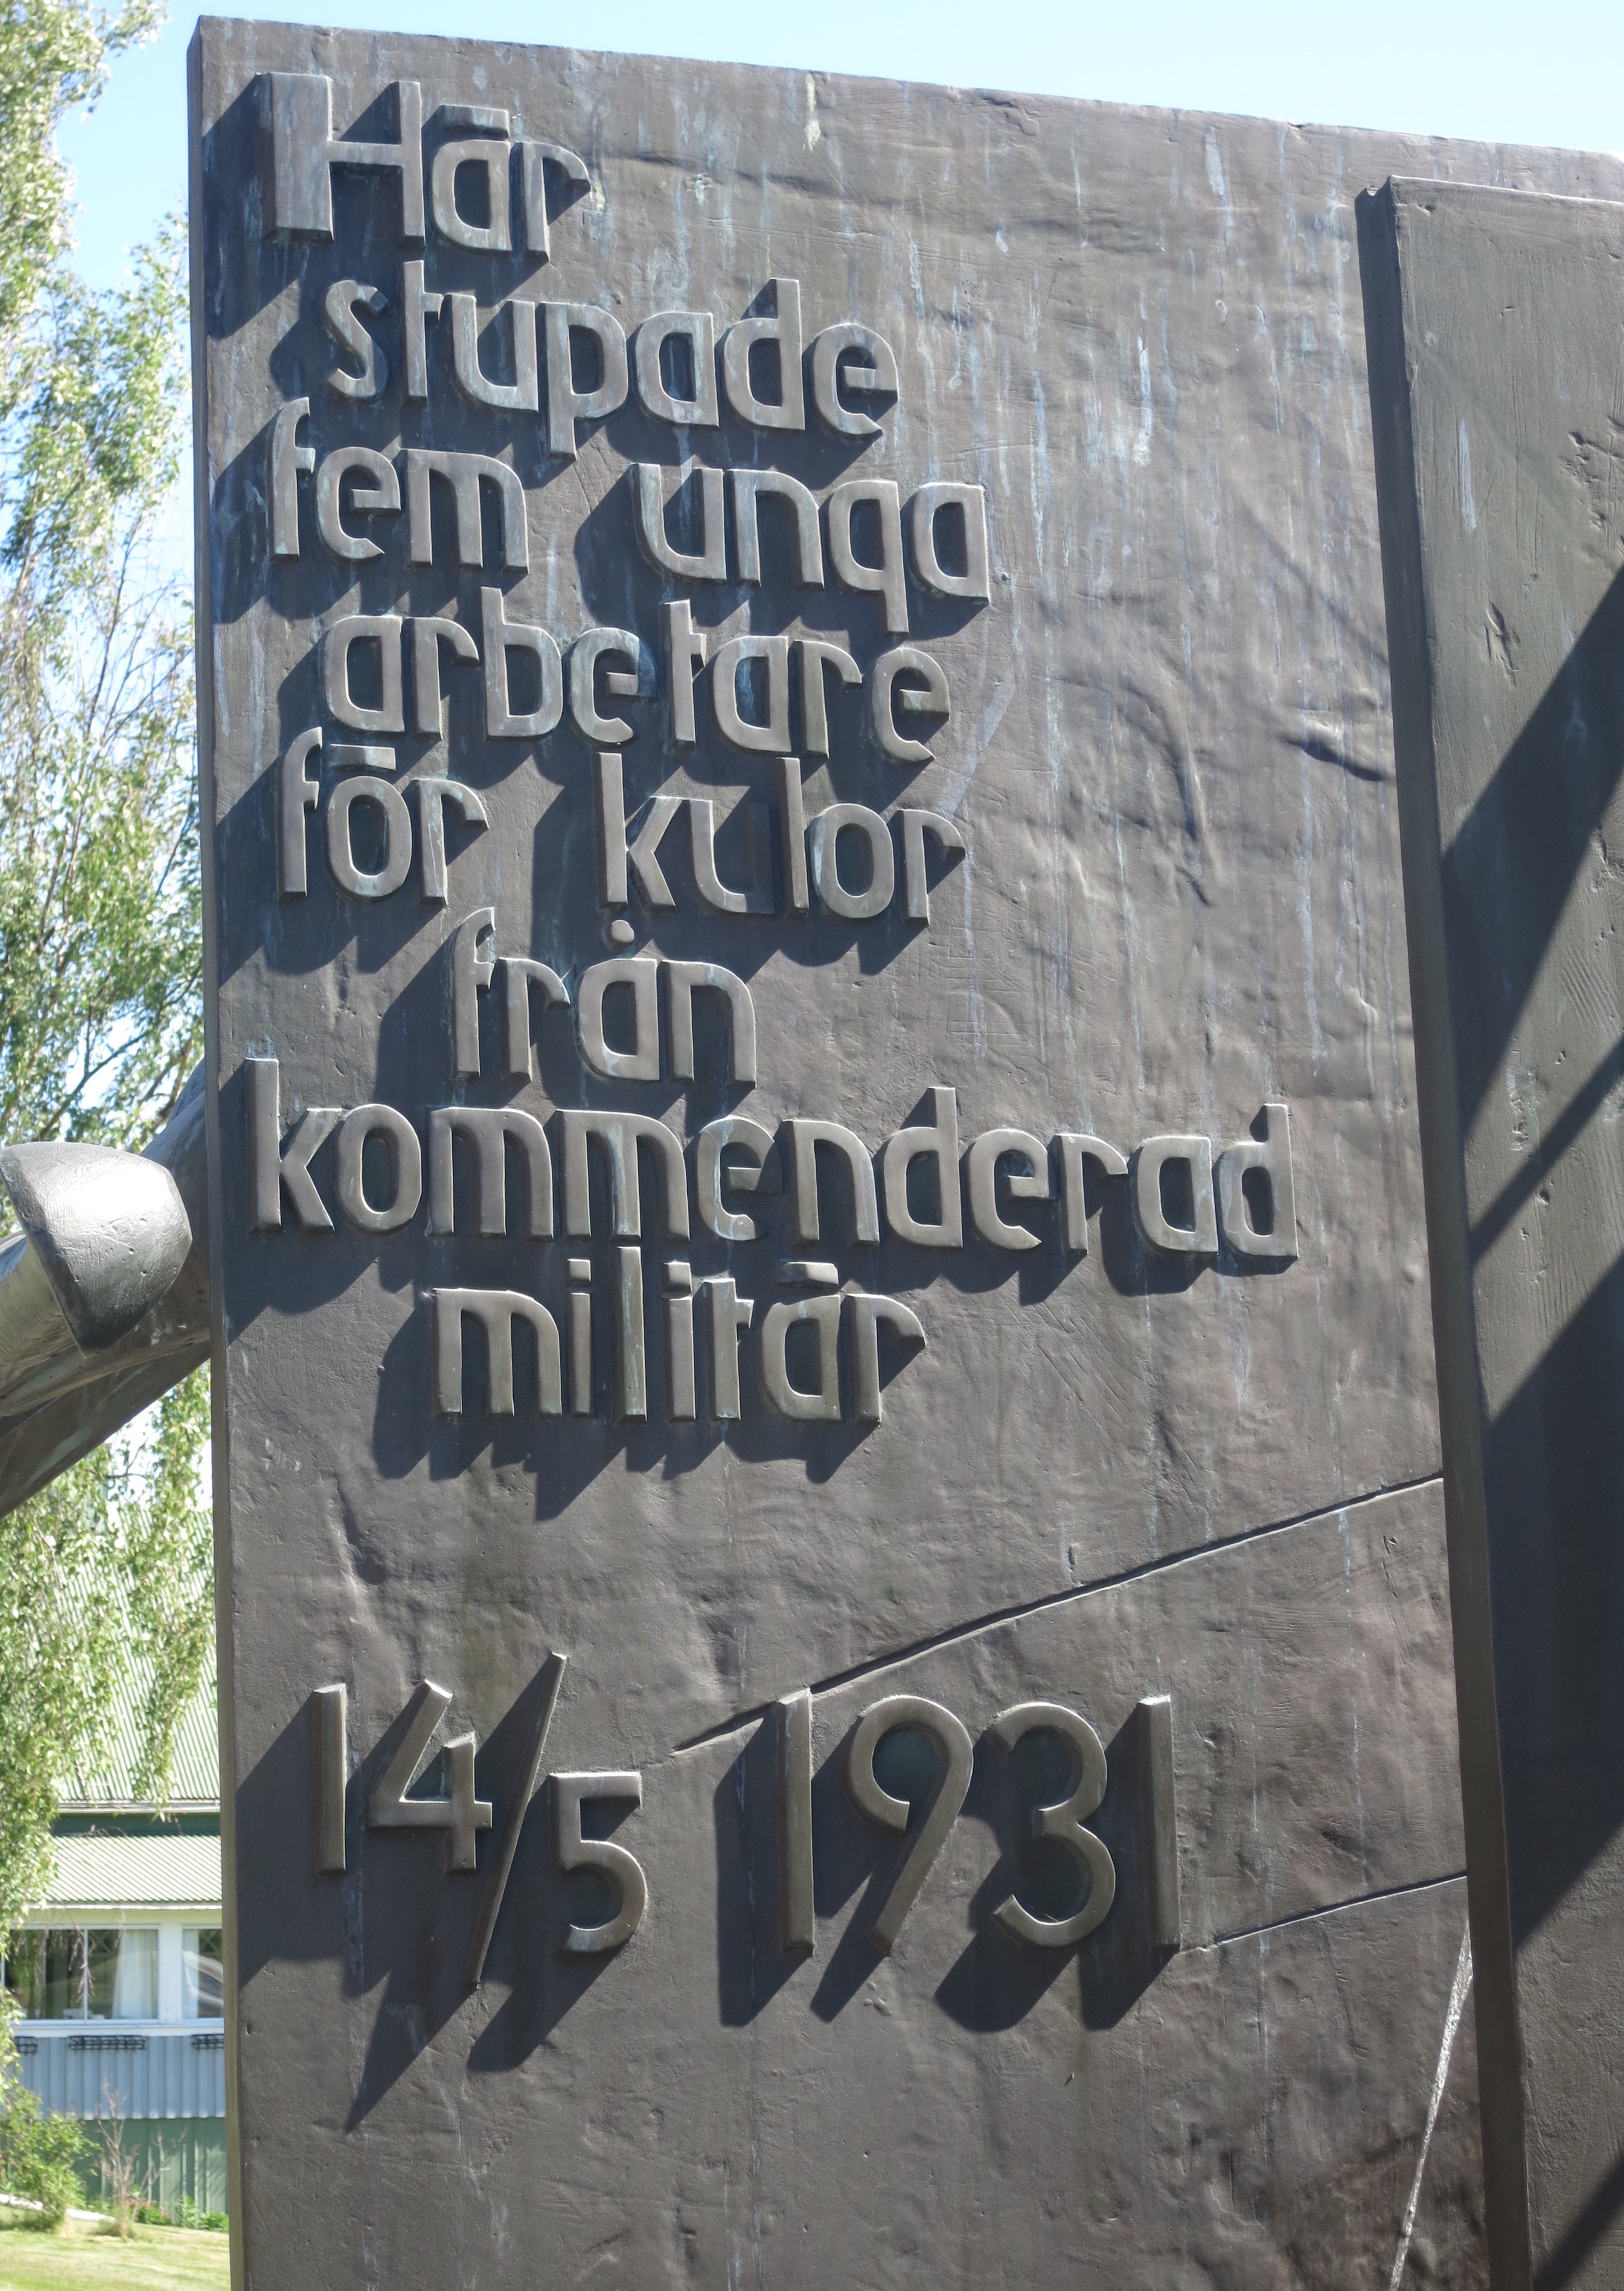 Här
stupade
fem unga
arbetare
för kulor
från
kommenderad
militär
14/5 1931